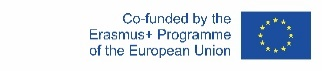 Co-funded by the
Erasmus+ Programme
of the European Union